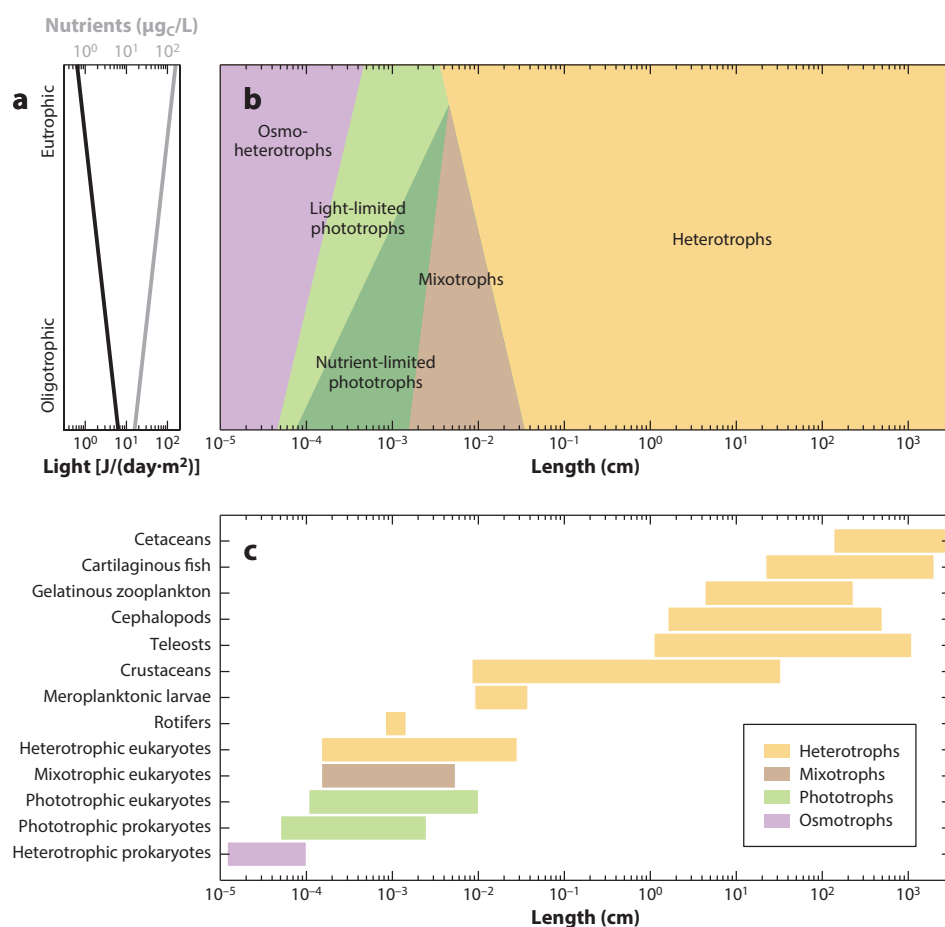 Nutrients (μgC/L)
10⁰ 10¹ 10²
a
Eutrophic
Oligotrophic
10⁰ 10¹ 10²
Light [J/(day·m²)]
b
Osmo-
heterotrophs
Light-limited
phototrophs
Nutrient-limited
phototrophs
Mixotrophs
Heterotrophs
10⁻⁵ 10⁻⁴ 10⁻³ 10⁻² 10⁻¹ 10⁰ 10¹ 10² 10³
Length (cm)
c
Cetaceans
Cartilaginous fish
Gelatinous zooplankton
Cephalopods
Teleosts
Crustaceans
Meroplanktonic larvae
Rotifers
Heterotrophic eukaryotes
Mixotrophic eukaryotes
Phototrophic eukaryotes
Phototrophic prokaryotes
Heterotrophic prokaryotes
Heterotrophs
Mixotrophs
Phototrophs
Osmotrophs
10⁻⁵ 10⁻⁴ 10⁻³ 10⁻² 10⁻¹ 10⁰ 10¹ 10² 10³
Length (cm)